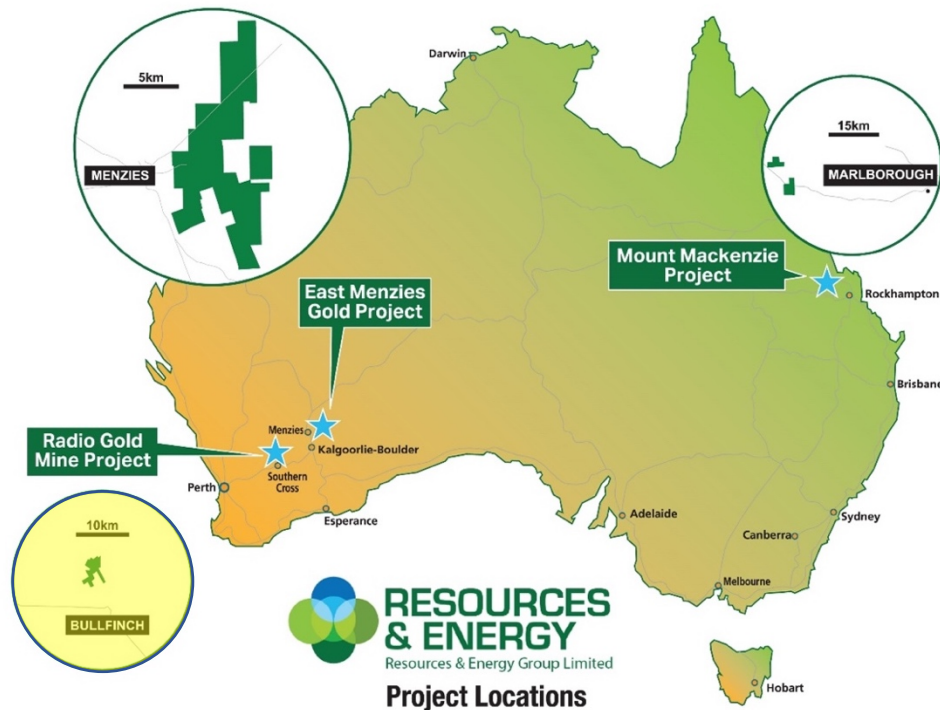 Darwin
5km
MENZIES
15km
MARLBOROUGH
Mount Mackenzie
Project
Rockhampton
East Menzies
Gold Project
Brisbane
Menzies
Kalgoorlie-Boulder
Radio Gold
Mine Project
Southern
Cross
Perth
Esperance
Adelaide
Sydney
Canberra
10km
BULLFINCH
Melbourne
RESOURCES
& ENERGY
Resources & Energy Group Limited
Project Locations
Hobart